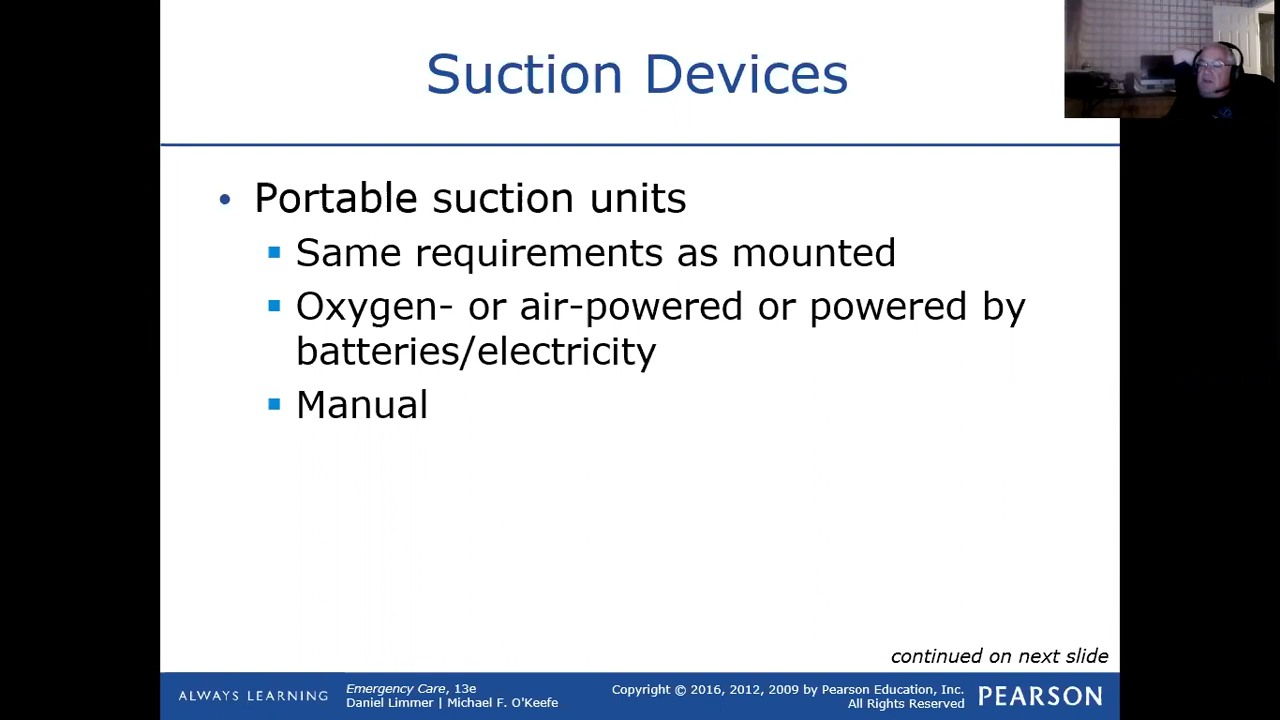 Suction Devices
• Portable suction units
▪ Same requirements as mounted
▪ Oxygen- or air-powered or powered by
batteries/electricity
▪ Manual
continued on next slide
ALWAYS LEARNING
Emergency Care, 13e
Daniel Limmer | Michael F. O'Keefe
Copyright © 2016, 2012, 2009 by Pearson Education, Inc.
All Rights Reserved
PEARSON